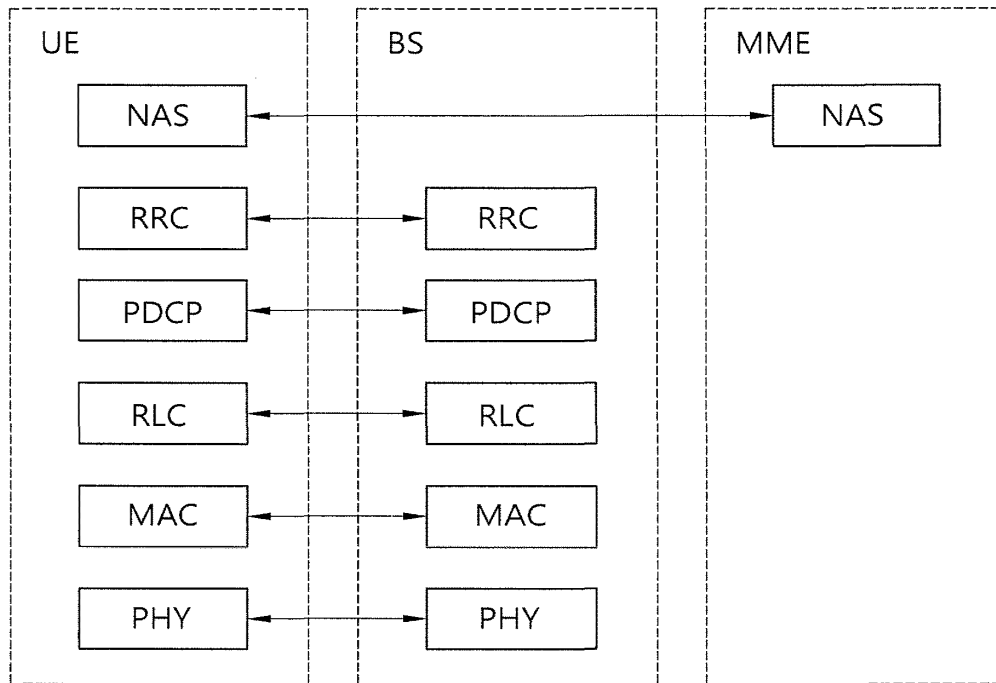 UE BS MME
NAS NAS
RRC RRC
PDCP PDCP
RLC RLC
MAC MAC
PHY PHY